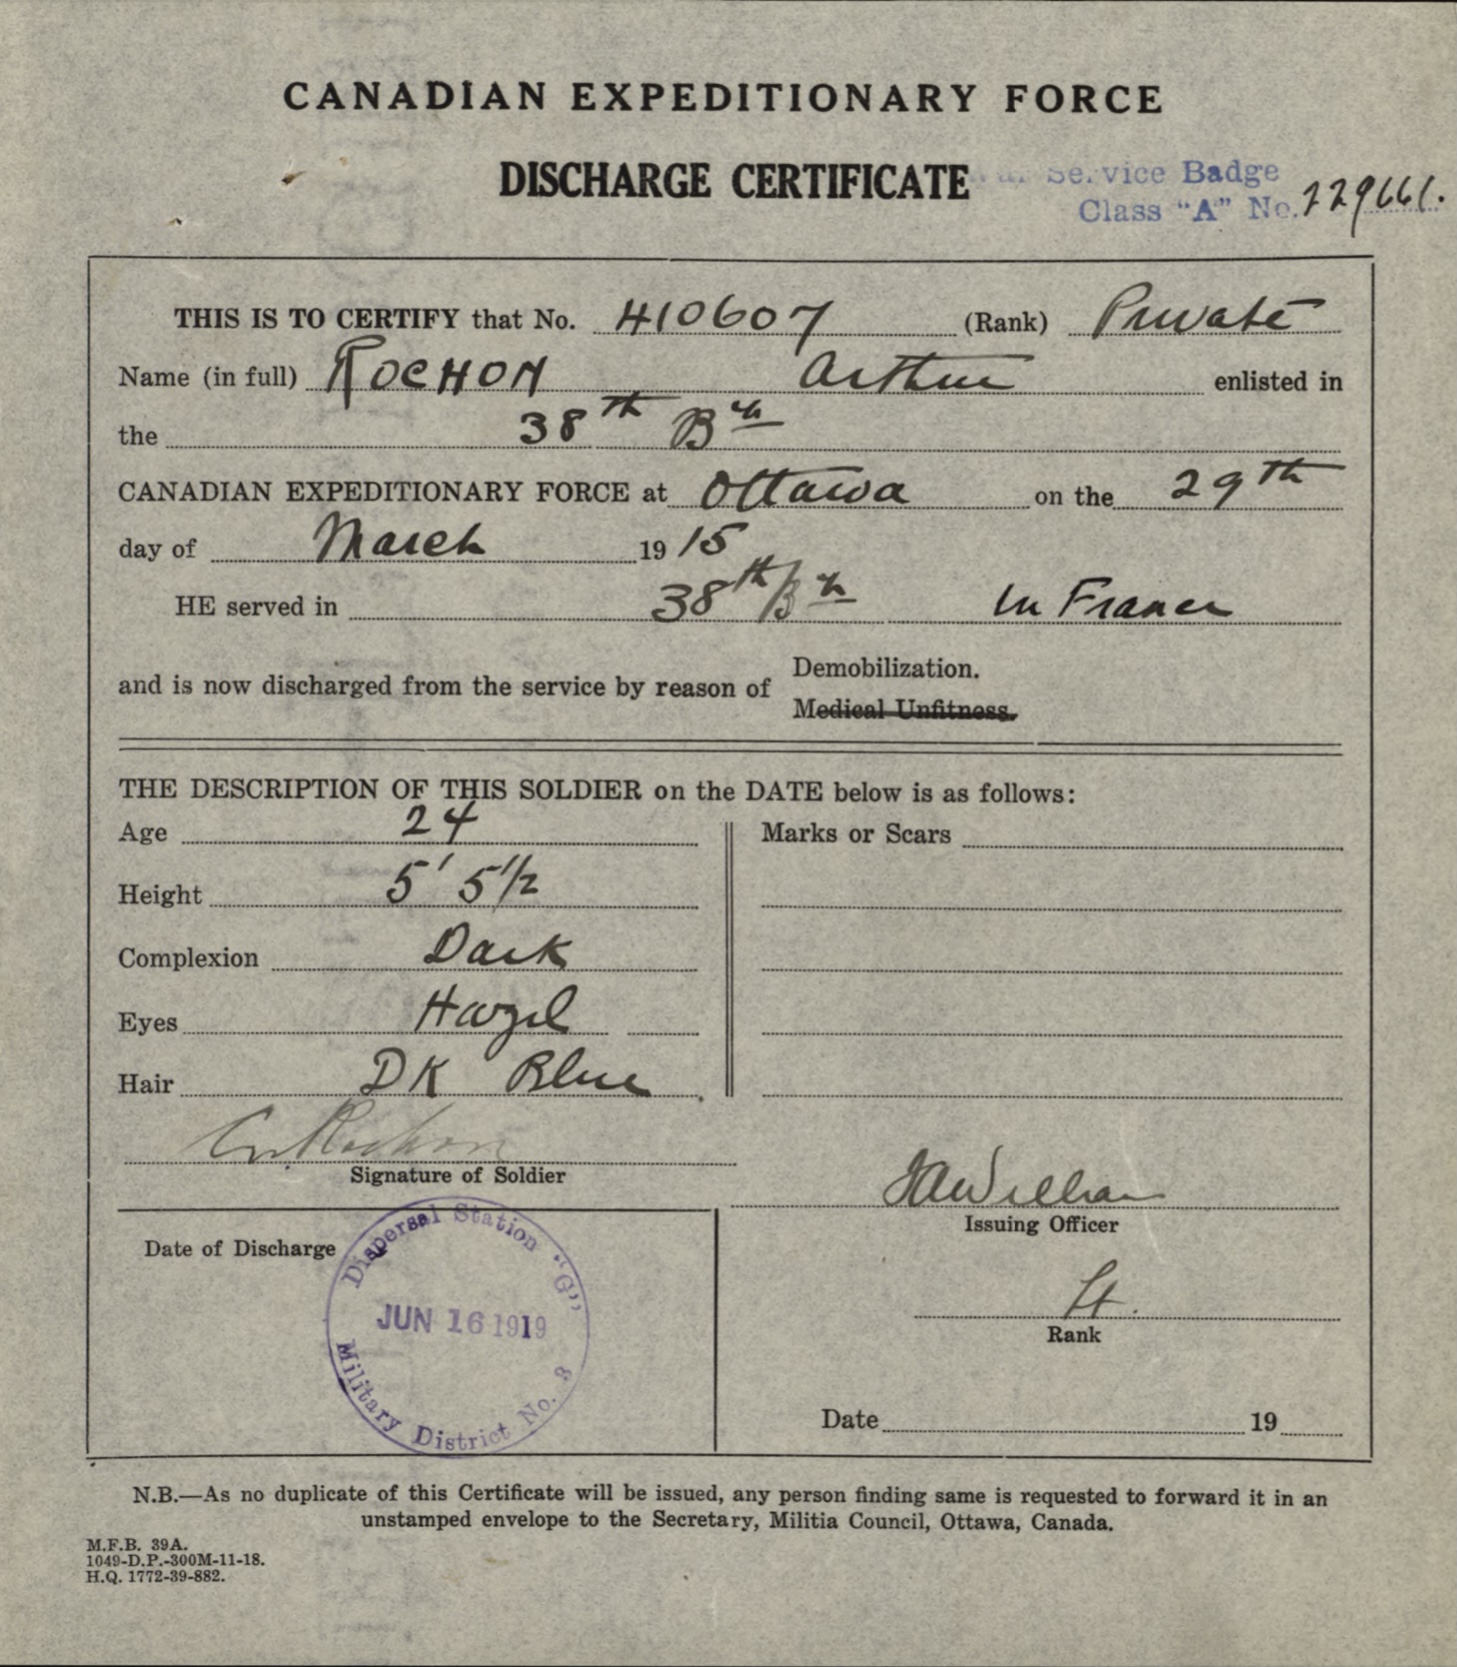 CANADIAN EXPEDITIONARY FORCE
DISCHARGE CERTIFICATE
Service Badge
Class "A" No. 229661.
THIS IS TO CERTIFY that No. 410607 (Rank) Private
Name (in full) ROCHON Arthur enlisted in
the 38th Bn
CANADIAN EXPEDITIONARY FORCE at Ottawa on the 29th
day of March 1915
HE served in 38th Bn in France
and is now discharged from the service by reason of Demobilization.
Medical Unfitness.
THE DESCRIPTION OF THIS SOLDIER on the DATE below is as follows:
Age 24 Marks or Scars
Height 5' 5 1/2
Complexion Dark
Eyes Hazel
Hair DK Blue
Rochon
Signature of Soldier
Issuing Officer
Lt.
Rank
Date of Discharge
Dispersal Station "G"
JUN 16 1919
Military District No. 3
Date 19
N.B.—As no duplicate of this Certificate will be issued, any person finding same is requested to forward it in an
unstamped envelope to the Secretary, Militia Council, Ottawa, Canada.
M.F.B. 39A.
1049-D.P.-300M-11-18.
H.Q. 1772-39-882.